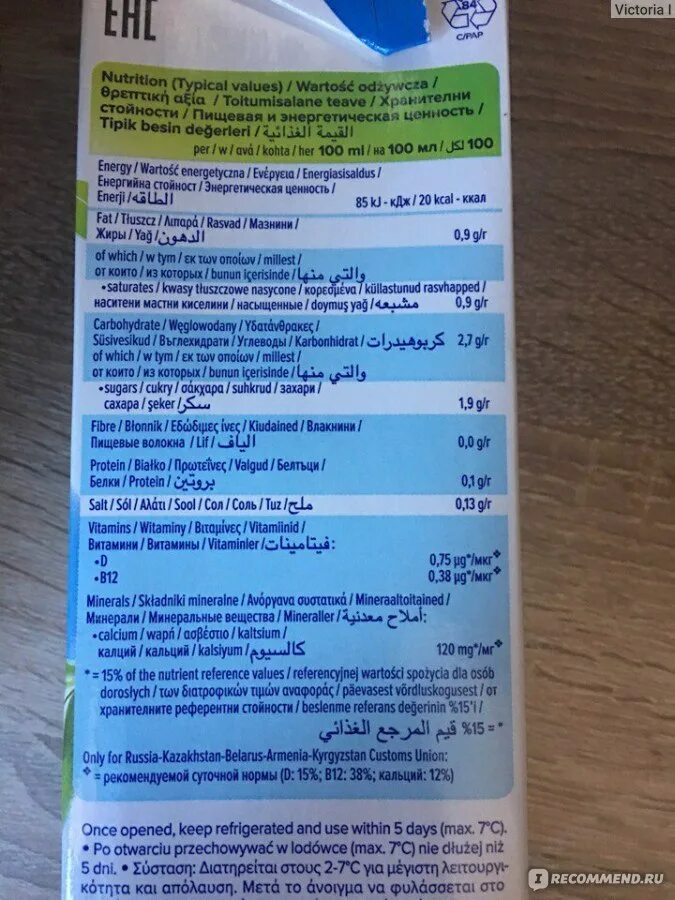 Victoria I
EAC
84
C/PAP
Nutrition (Typical values) / Wartość odżywcza /
θρεπτική αξία / Toitumisalane teave / Хранителни
стойности / Пищевая и энергетическая ценность /
Tipik besin değerleri / القيمة الغذائية
per / w / ανά / kohta / her 100 ml / на 100 мл / لكل 100
Energy / Wartość energetyczna / Ενέργεια / Energiasisaldus /
Енергийна стойност / Энергетическая ценность /
Enerji / الطاقه 85 kJ - кДж / 20 kcal - ккал
Fat / Tłuszcz / Λιπαρά / Rasvad / Мазнини /
Жиры / Yağ / الدهون 0,9 g/г
of which / w tym / εκ των οποίων / millest /
от които / из которых / bunun içerisinde / والتي منها
•saturates / kwasy tłuszczowe nasycone / κορεσμένα / küllastunud rasvhapped /
наситени мастни киселини / насыщенные / doymuş yağ / مشبعه 0,9 g/г
Carbohydrate / Węglowodany / Υδατάνθρακες /
Süsivesikud / Въглехидрати / Углеводы / Karbonhidrat / كربوهيدرات 2,7 g/г
of which / w tym / εκ των οποίων / millest /
от които / из которых / bunun içerisinde / والتي منها
•sugars / cukry / σάκχαρα / suhkrud / захари /
сахара / şeker / سكر 1,9 g/г
Fibre / Błonnik / Εδώδιμες ίνες / Kiudained / Влакнини /
Пищевые волокна / Lif / الياف 0,0 g/г
Protein / Białko / Πρωτεΐνες / Valgud / Белтъци /
Белки / Protein / بروتين 0,1 g/г
Salt / Sól / Αλάτι / Sool / Сол / Соль / Tuz / ملح 0,13 g/г
Vitamins / Witaminy / Βιταμίνες / Vitamiinid /
Витамини / Витамины / Vitaminler / فيتامينات:
•D 0,75 µg*/мкг❖
•B12 0,38 µg*/мкг❖
Minerals / Składniki mineralne / Ανόργανα συστατικά / Mineraaltoitained /
Минерали / Минеральные вещества / Mineraller / أملاح معدنية:
•calcium / wapń / ασβέστιο / kaltsium /
калций / кальций / kalsiyum / كالسيوم 120 mg*/мг❖
* = 15% of the nutrient reference values / referencyjnej wartości spożycia dla osób
dorosłych / των διατροφικών τιμών αναφοράς / päevasest võrdluskogusest / от
хранителните референтни стойности / beslenme referans değerinin %15'i /
* = %15 قيم المرجع الغذائي
Only for Russia-Kazakhstan-Belarus-Armenia-Kyrgyzstan Customs Union:
❖ = рекомендуемой суточной нормы (D: 15%; B12: 38%; кальций: 12%)
Once opened, keep refrigerated and use within 5 days (max. 7°C).
• Po otwarciu przechowywać w lodówce (max. 7°C) nie dłużej niż
5 dni. • Σύσταση: Διατηρείται στους 2-7°C για μέγιστη λειτουργι-
κότητα και απόλαυση. Μετά το άνοιγμα να φυλάσσεται στο
IRECOMMEND.RU